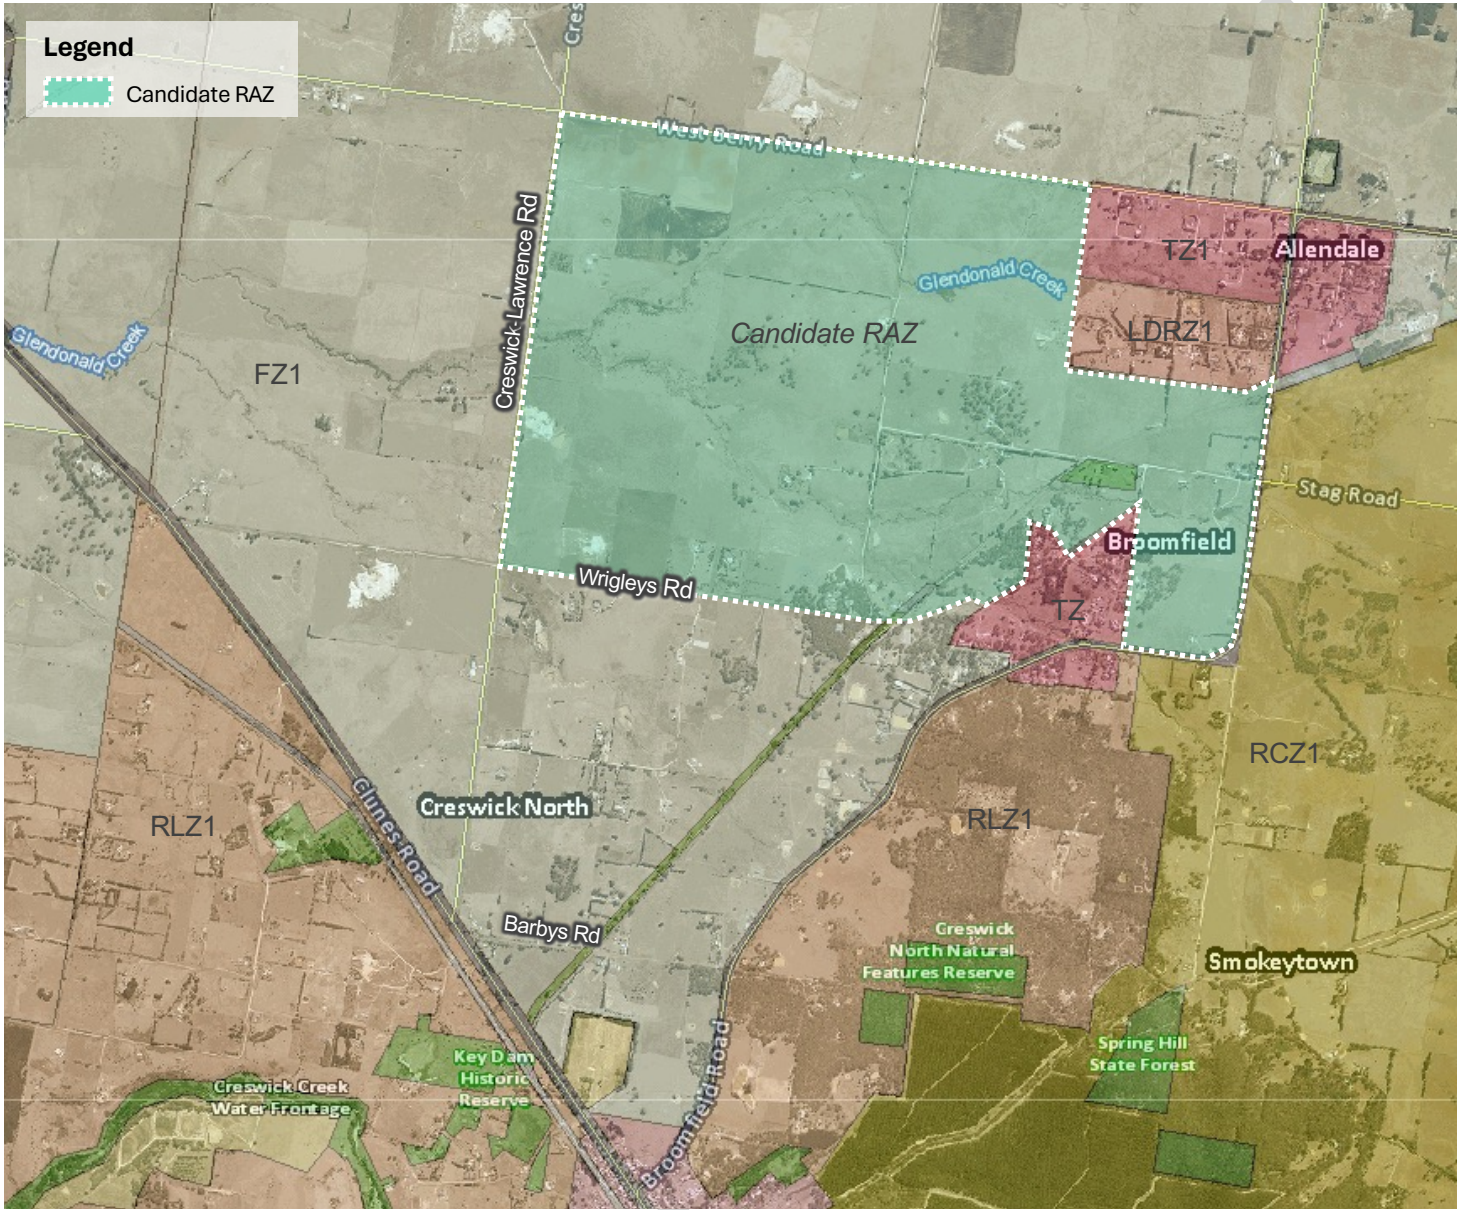 Legend
Candidate RAZ
Cres
West Berry Road
Creswick-Lawrence Rd
TZ1
Allendale
Glendonald Creek
LDRZ1
Candidate RAZ
Glendonald Creek
FZ1
Stag Road
Broomfield
Wrigleys Rd
TZ
RCZ1
Creswick North
Clunes Road
RLZ1
RLZ1
Barbys Rd
Creswick
North Natural
Features Reserve
Smokeytown
Spring Hill
State Forest
Key Dam
Historic
Reserve
Creswick Creek
Water Frontage
Broomfield Road